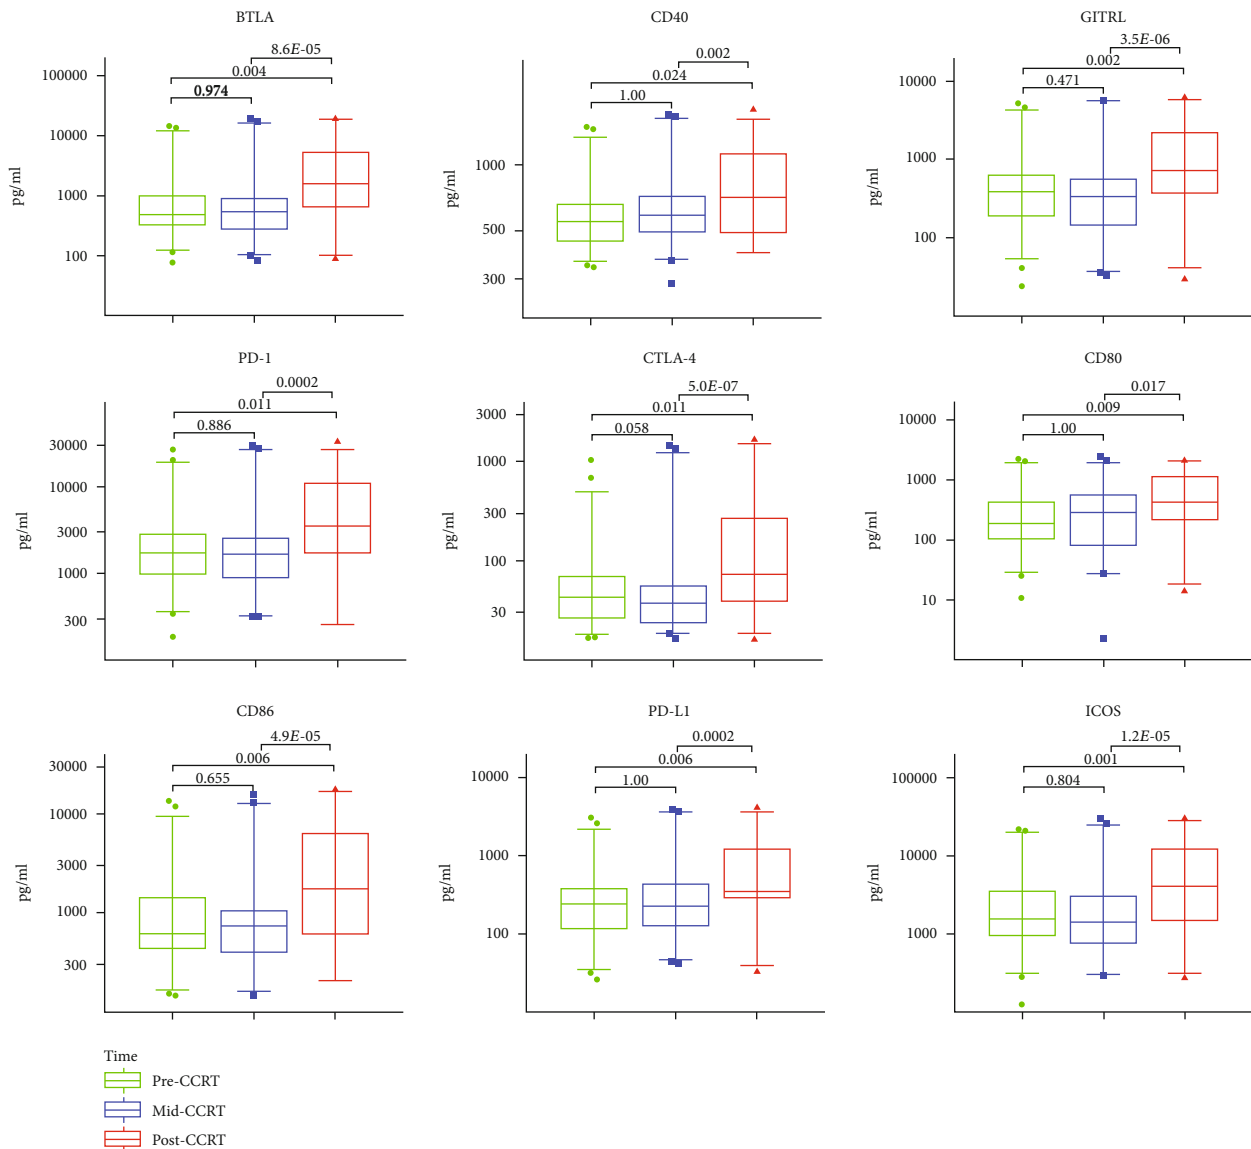 BTLA
8.6E-05
0.004
0.974
100000
10000
1000
100
pg/ml
CD40
0.002
0.024
1.00
1000
500
300
pg/ml
GITRL
3.5E-06
0.002
0.471
10000
1000
100
pg/ml
PD-1
0.0002
0.011
0.886
30000
10000
3000
1000
300
pg/ml
CTLA-4
5.0E-07
0.011
0.058
3000
1000
300
100
30
pg/ml
CD80
0.017
0.009
1.00
10000
1000
100
10
pg/ml
CD86
4.9E-05
0.006
0.655
30000
10000
3000
1000
300
pg/ml
PD-L1
0.0002
0.006
1.00
10000
1000
100
pg/ml
ICOS
1.2E-05
0.001
0.804
100000
10000
1000
pg/ml
Time
Pre-CCRT
Mid-CCRT
Post-CCRT